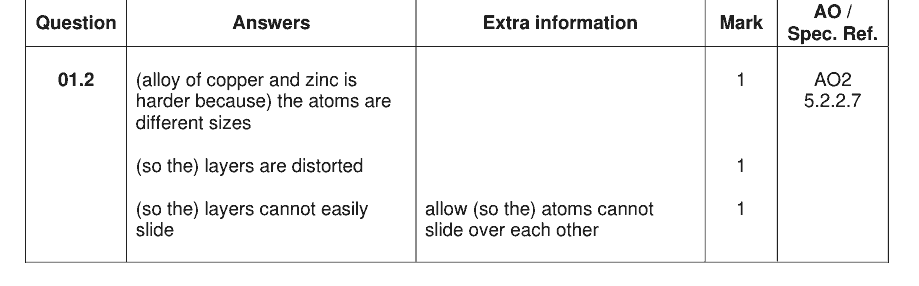 Question Answers Extra information Mark AO /
Spec. Ref.
01.2 (alloy of copper and zinc is 1 AO2
harder because) the atoms are 5.2.2.7
different sizes
(so the) layers are distorted 1
(so the) layers cannot easily allow (so the) atoms cannot 1
slide slide over each other